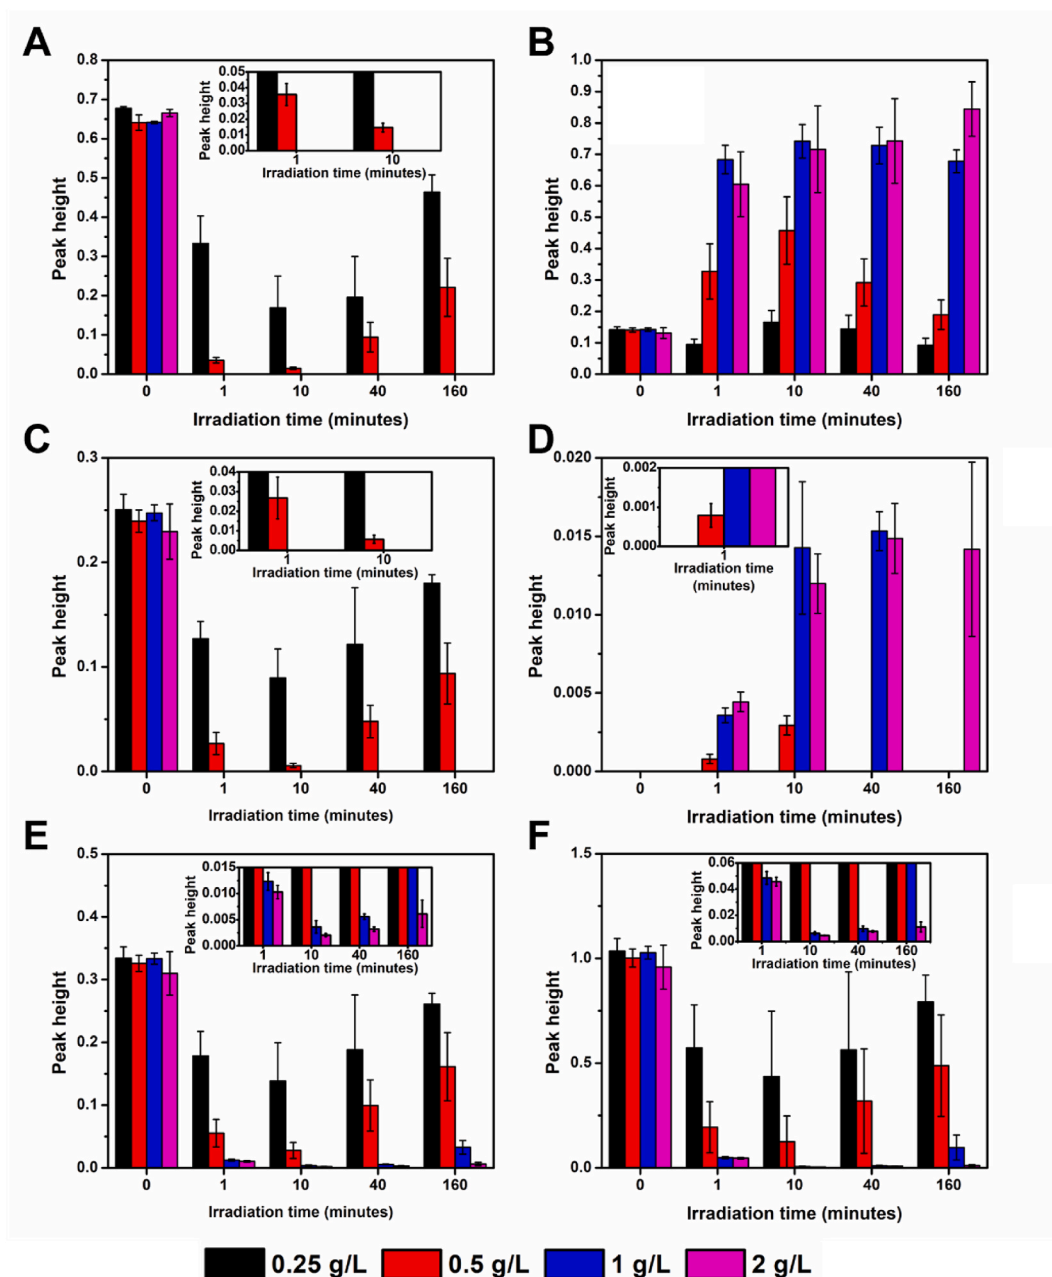 A
B
0.8
0.7
0.6
0.5
0.4
0.3
0.2
0.1
0.0
Peak height
0 1 10 40 160
Irradiation time (minutes)
0.05
0.04
0.03
0.02
0.01
0.00
Peak height
1 10
Irradiation time (minutes)
1.0
0.9
0.8
0.7
0.6
0.5
0.4
0.3
0.2
0.1
0.0
Peak height
0 1 10 40 160
Irradiation time (minutes)
C
D
0.3
0.2
0.1
0.0
Peak height
0 1 10 40 160
Irradiation time (minutes)
0.04
0.03
0.02
0.01
0.00
Peak height
1 10
Irradiation time (minutes)
0.020
0.015
0.010
0.005
0.000
Peak height
0 1 10 40 160
Irradiation time (minutes)
0.002
0.001
0.000
Peak height
1
Irradiation time
(minutes)
E
F
0.5
0.4
0.3
0.2
0.1
0.0
Peak height
0 1 10 40 160
Irradiation time (minutes)
0.015
0.010
0.005
0.000
Peak height
1 10 40 160
Irradiation time (minutes)
1.5
1.0
0.5
0.0
Peak height
0 1 10 40 160
Irradiation time (minutes)
0.06
0.04
0.02
0.00
Peak height
1 10 40 160
Irradiation time (minutes)
0.25 g/L 0.5 g/L 1 g/L 2 g/L